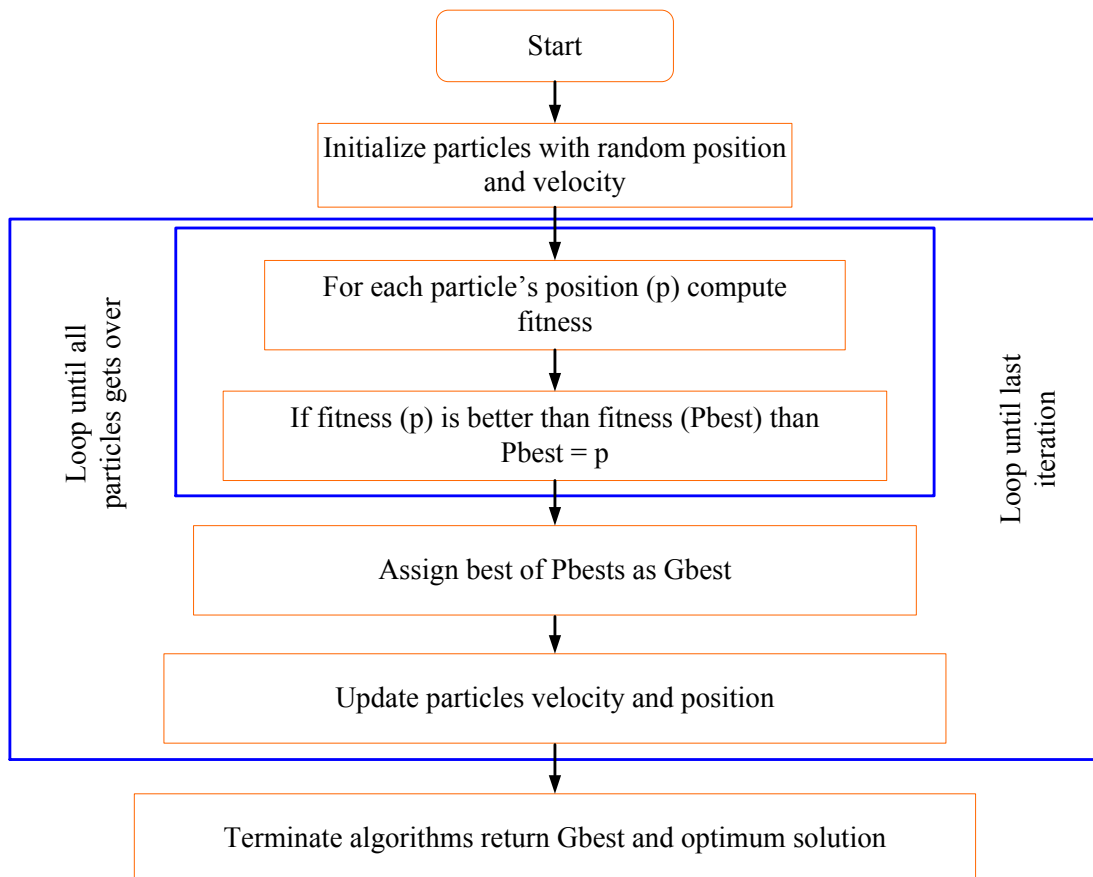 Start
Initialize particles with random position
and velocity
For each particle’s position (p) compute
fitness
If fitness (p) is better than fitness (Pbest) than
Pbest = p
Loop until all
particles gets over
Loop until last
iteration
Assign best of Pbests as Gbest
Update particles velocity and position
Terminate algorithms return Gbest and optimum solution